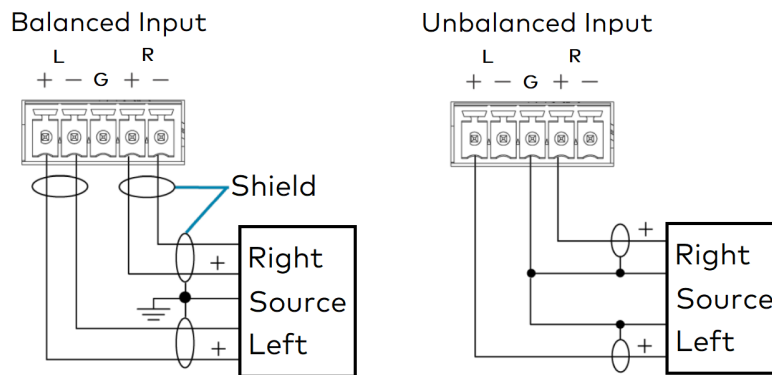 Balanced Input
L R
+ − G + −
Shield
Right
+
Source
Left
+
Unbalanced Input
L R
+ − G + −
+
Right
Source
Left
+